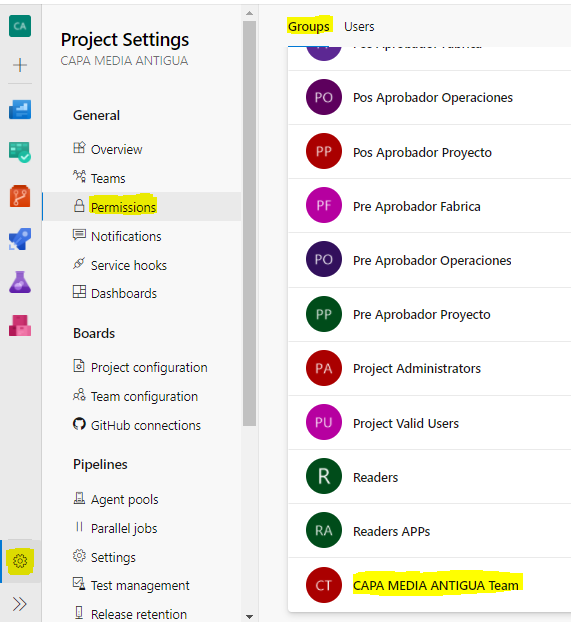 CA
Project Settings
CAPA MEDIA ANTIGUA
General
Overview
Teams
Permissions
Notifications
Service hooks
Dashboards
Boards
Project configuration
Team configuration
GitHub connections
Pipelines
Agent pools
Parallel jobs
Settings
Test management
Release retention
Groups Users
Pos Aprobador Fabrica
PO Pos Aprobador Operaciones
PP Pos Aprobador Proyecto
PF Pre Aprobador Fabrica
PO Pre Aprobador Operaciones
PP Pre Aprobador Proyecto
PA Project Administrators
PU Project Valid Users
R Readers
RA Readers APPs
CT CAPA MEDIA ANTIGUA Team